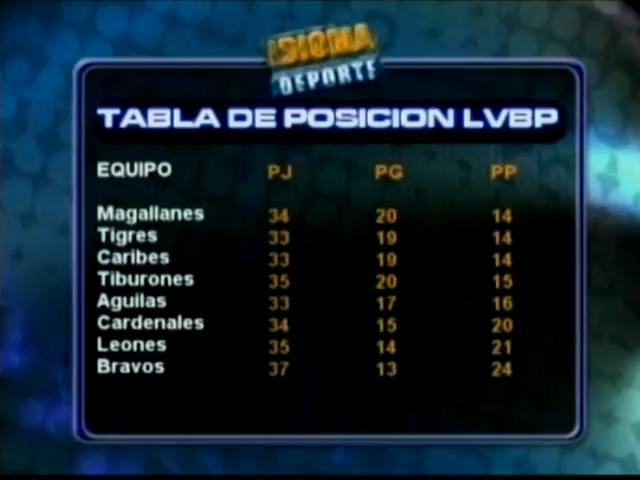 IDIOMA
DEPORTE
TABLA DE POSICION LVBP
EQUIPO PJ PG PP
Magallanes 34 20 14
Tigres 33 19 14
Caribes 33 19 14
Tiburones 35 20 15
Aguilas 33 17 16
Cardenales 34 15 20
Leones 35 14 21
Bravos 37 13 24